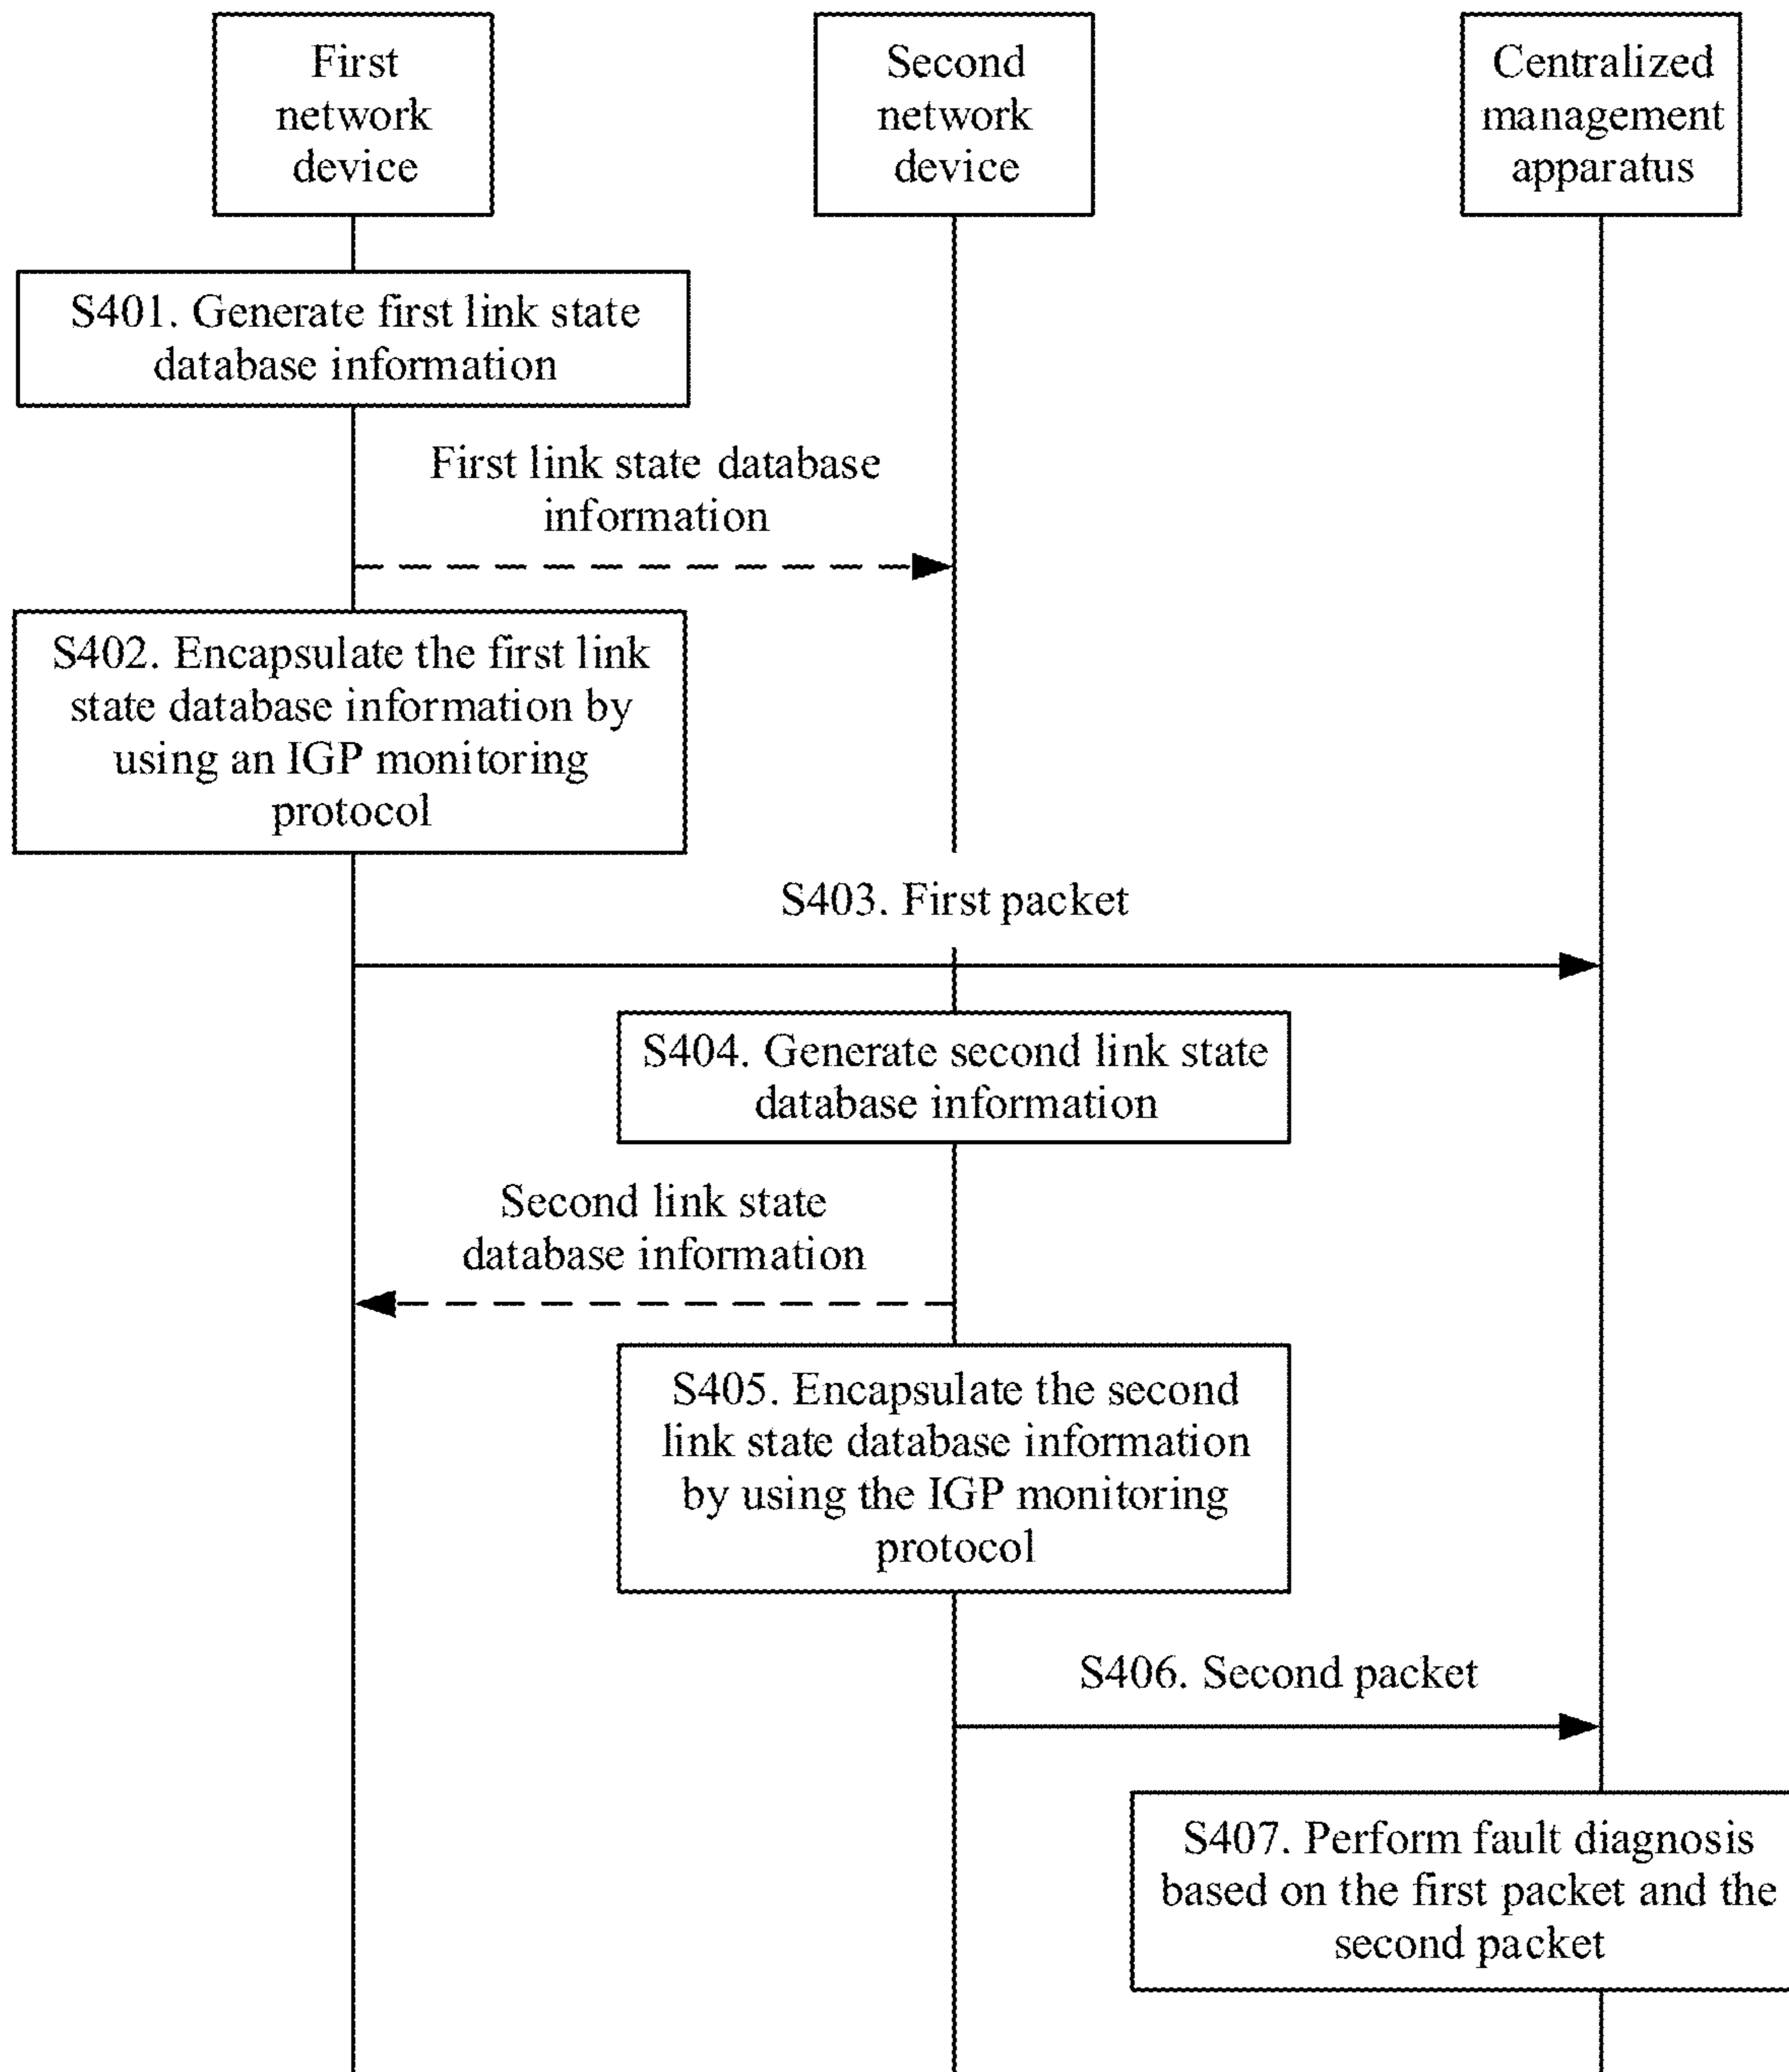 First
network
device
Second
network
device
Centralized
management
apparatus
S401. Generate first link state
database information
First link state database
information
S402. Encapsulate the first link
state database information by
using an IGP monitoring
protocol
S403. First packet
S404. Generate second link state
database information
Second link state
database information
S405. Encapsulate the second
link state database information
by using the IGP monitoring
protocol
S406. Second packet
S407. Perform fault diagnosis
based on the first packet and the
second packet